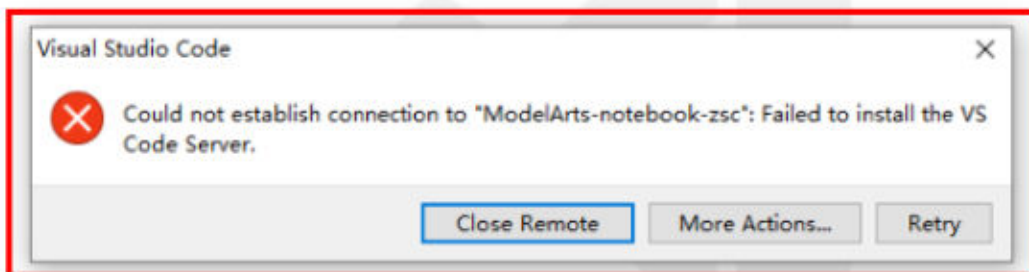 Visual Studio Code
Could not establish connection to "ModelArts-notebook-zsc": Failed to install the VS
Code Server.
Close Remote
More Actions...
Retry